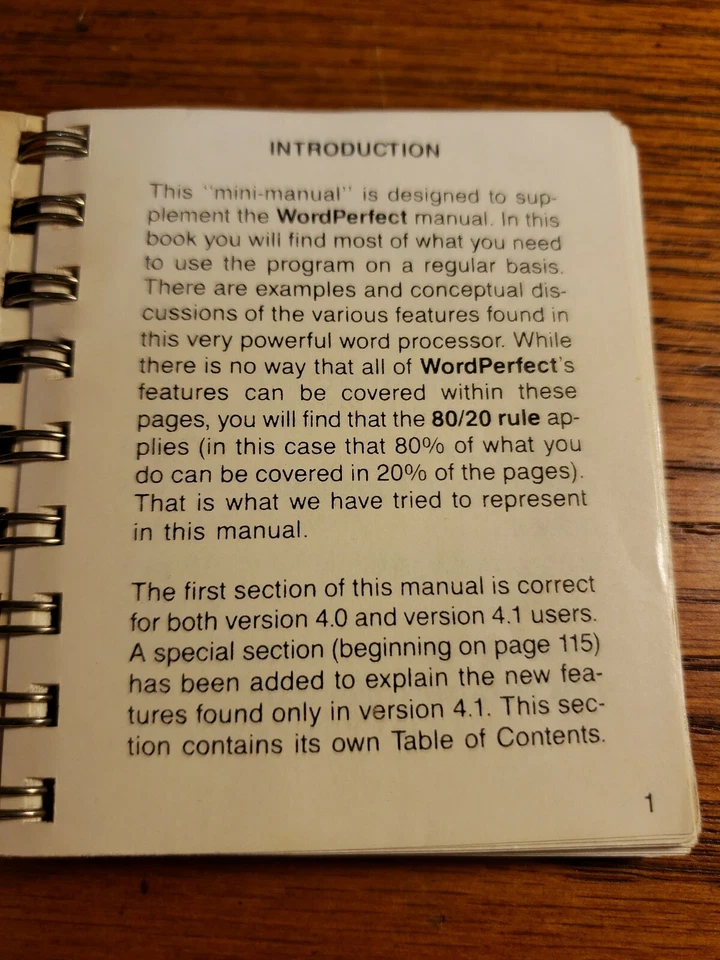 INTRODUCTION
This "mini-manual" is designed to sup-
plement the WordPerfect manual. In this
book you will find most of what you need
to use the program on a regular basis.
There are examples and conceptual dis-
cussions of the various features found in
this very powerful word processor. While
there is no way that all of WordPerfect's
features can be covered within these
pages, you will find that the 80/20 rule ap-
plies (in this case that 80% of what you
do can be covered in 20% of the pages).
That is what we have tried to represent
in this manual.
The first section of this manual is correct
for both version 4.0 and version 4.1 users.
A special section (beginning on page 115)
has been added to explain the new fea-
tures found only in version 4.1. This sec-
tion contains its own Table of Contents.
1